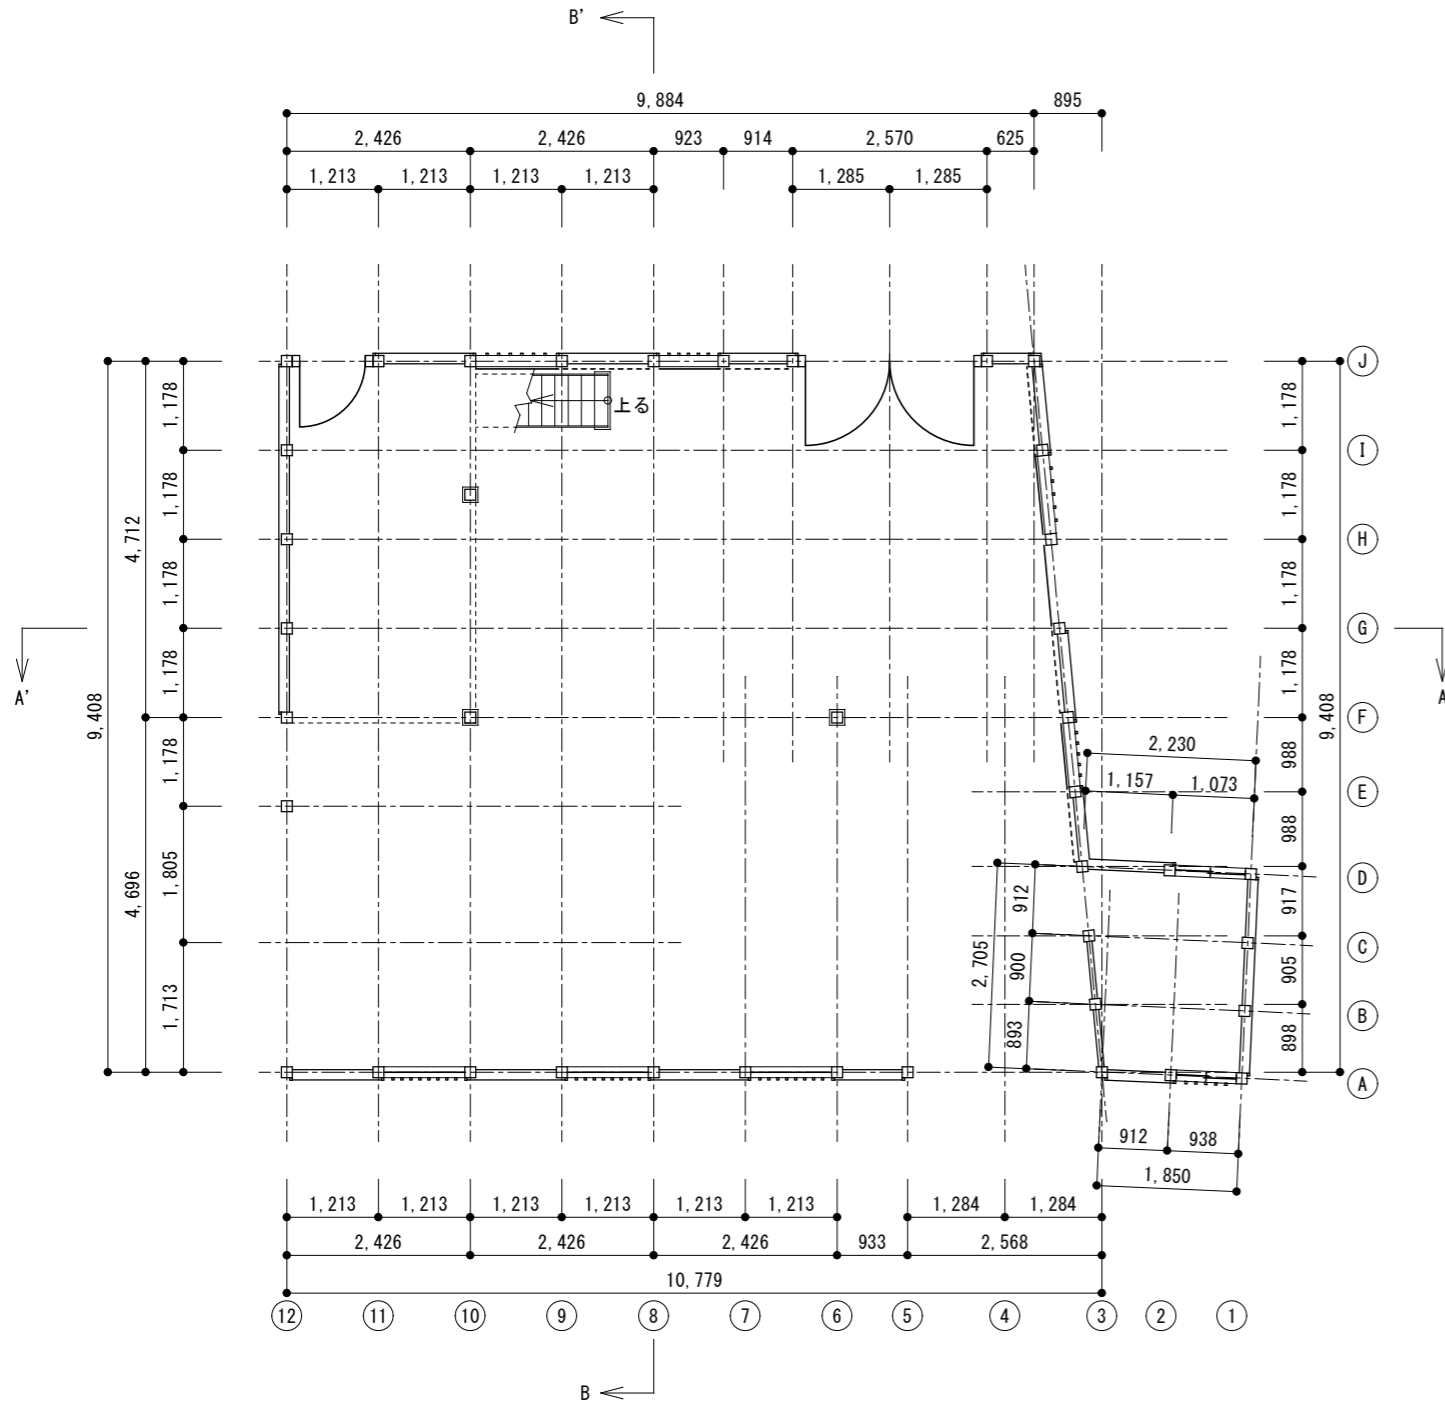 B'
9,884 895
2,426 2,426 923 914 2,570 625
1,213 1,213 1,213 1,213 1,285 1,285
上る
J
I
H
G
F
E
D
C
B
A
1,178
1,178
1,178
1,178
1,178
1,805
1,713
4,712
4,696
9,408
A'
A
1,178
1,178
1,178
1,178
988
988
917
905
898
9,408
2,230
1,157 1,073
912
900
893
2,705
912 938
1,850
1,213 1,213 1,213 1,213 1,213 1,213 1,284 1,284
2,426 2,426 2,426 933 2,568
10,779
12 11 10 9 8 7 6 5 4 3 2 1
B